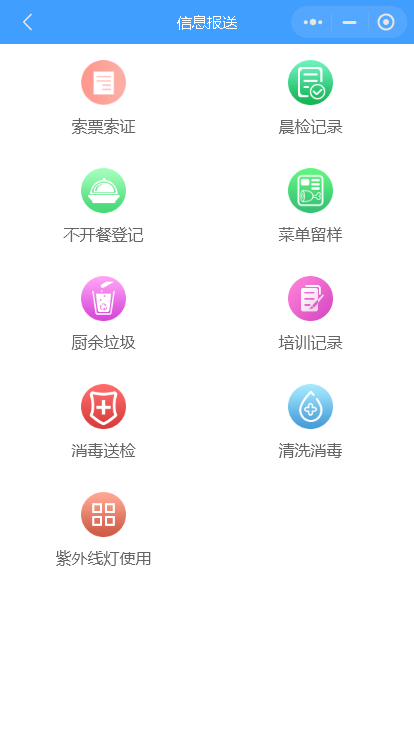 信息报送
索票索证
晨检记录
不开餐登记
菜单留样
厨余垃圾
培训记录
消毒送检
清洗消毒
紫外线灯使用